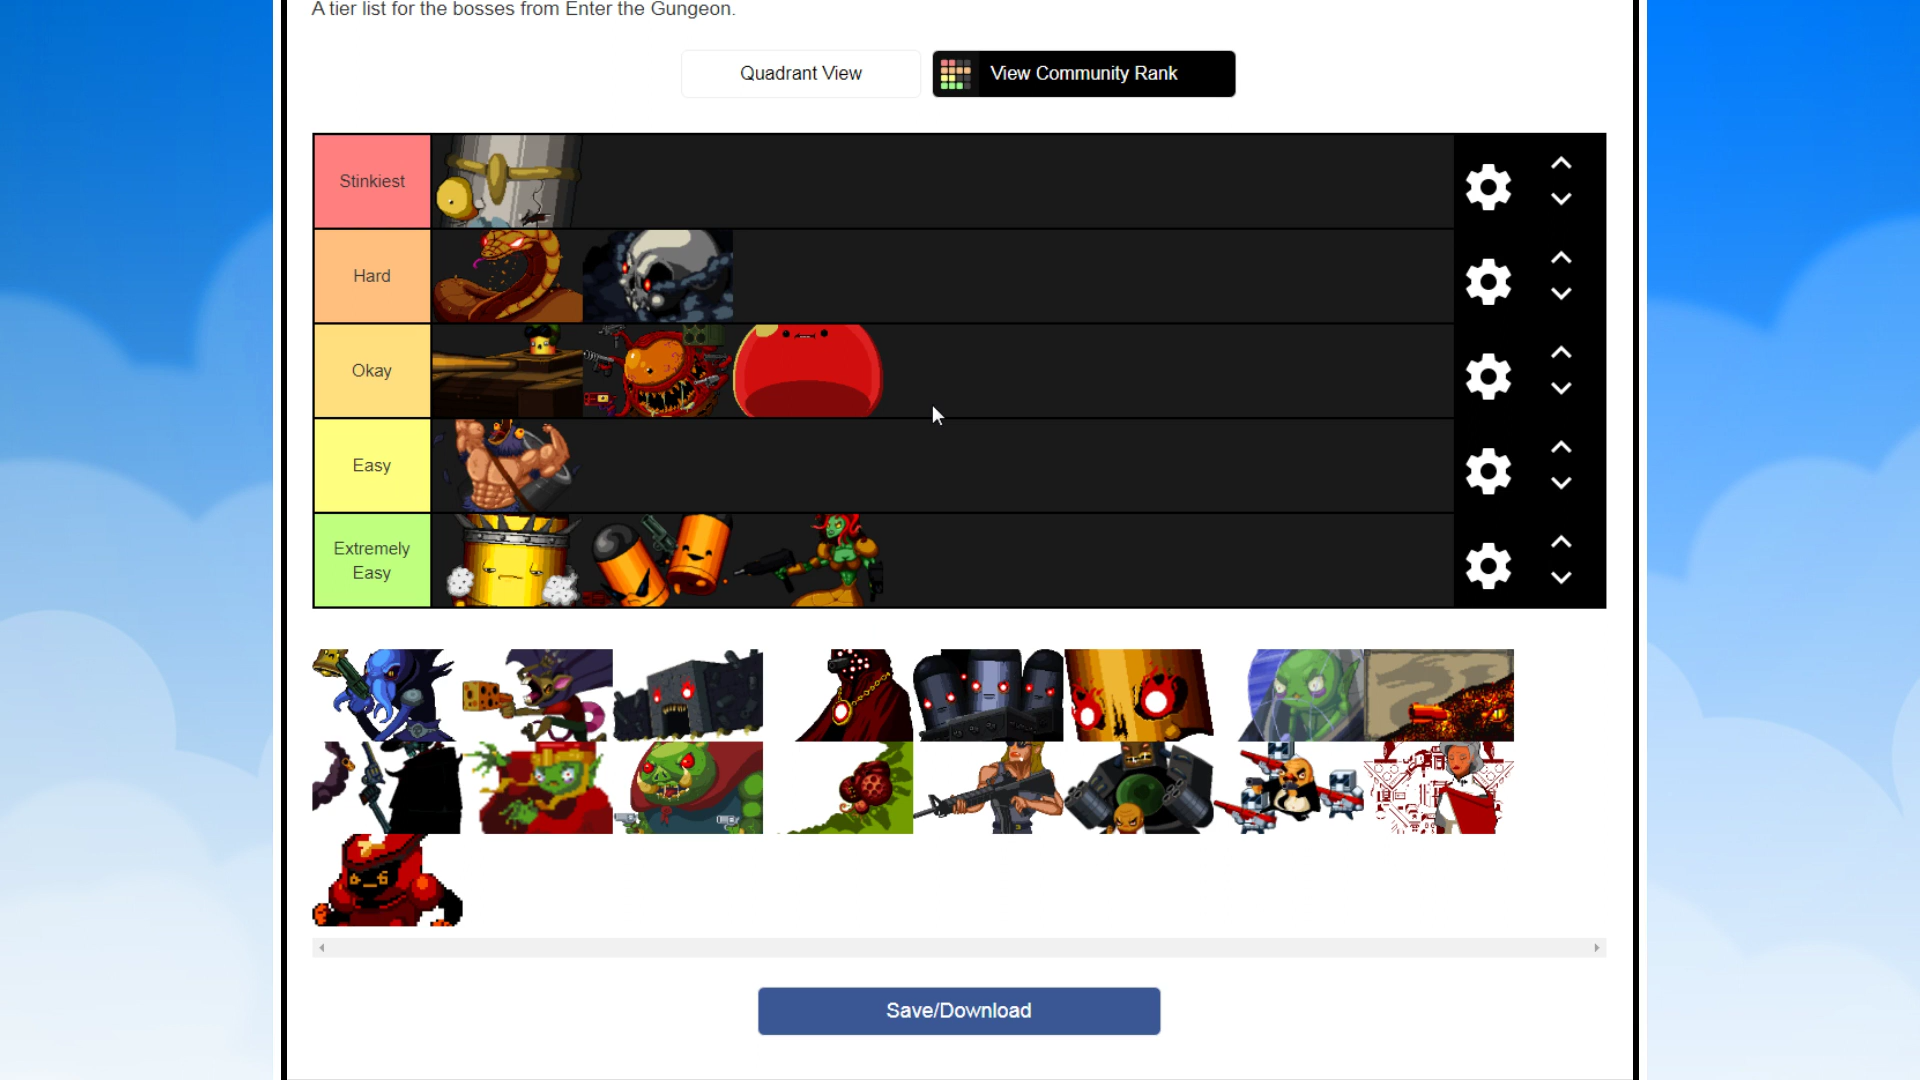 A tier list for the bosses from Enter the Gungeon.
Quadrant View
View Community Rank
Stinkiest
Hard
Okay
Easy
Extremely
Easy
Save/Download